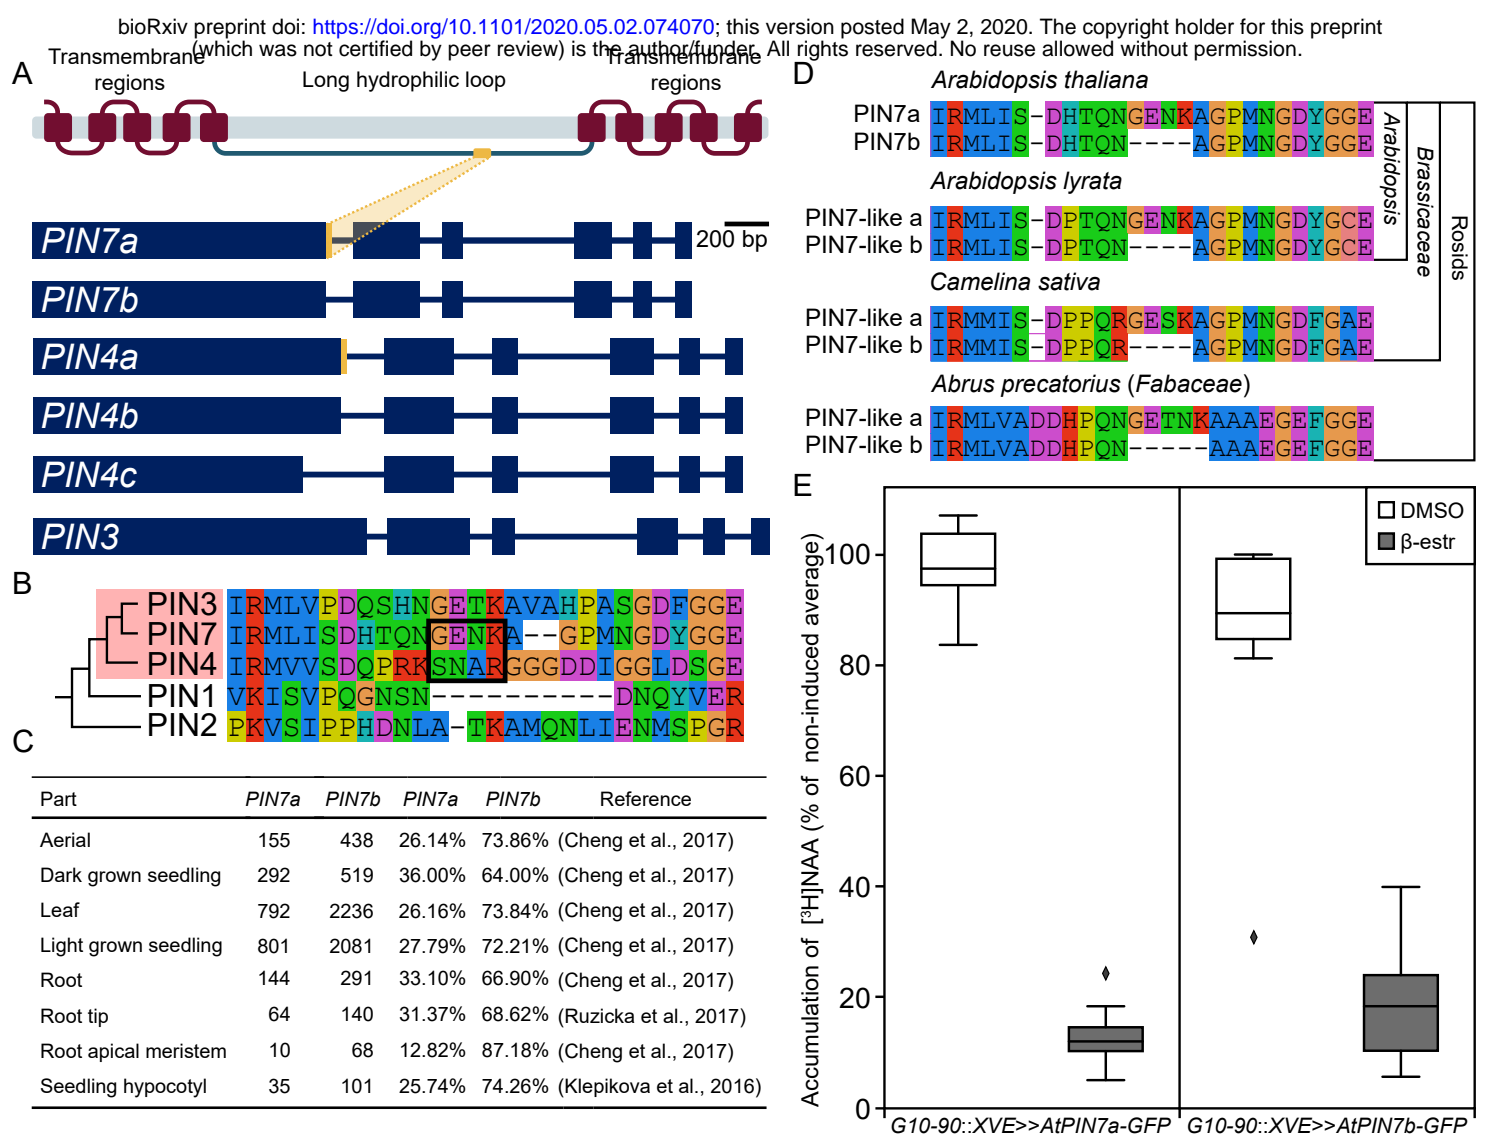 bioRxiv preprint doi: https://doi.org/10.1101/2020.05.02.074070; this version posted May 2, 2020. The copyright holder for this preprint
(which was not certified by peer review) is the author/funder. All rights reserved. No reuse allowed without permission.
A
Transmembrane
regions
Long hydrophilic loop
Transmembrane
regions
PIN7a
200 bp
PIN7b
PIN4a
PIN4b
PIN4c
PIN3
B
PIN3 IRMLVPDQSHNGETKAVAHPASGDFGGE
PIN7 IRMLISDHTQNGENKA--GPMNGDYGGE
PIN4 IRMVVSDQPRKSNARGGGDDIGGLDSGE
PIN1 VKISVPQGNSN----------DNQYVER
PIN2 PKVSIPPHDNLA-TKAMQNLIENMSPGR
C
Part PIN7a PIN7b PIN7a PIN7b Reference
Aerial 155 438 26.14% 73.86% (Cheng et al., 2017)
Dark grown seedling 292 519 36.00% 64.00% (Cheng et al., 2017)
Leaf 792 2236 26.16% 73.84% (Cheng et al., 2017)
Light grown seedling 801 2081 27.79% 72.21% (Cheng et al., 2017)
Root 144 291 33.10% 66.90% (Cheng et al., 2017)
Root tip 64 140 31.37% 68.62% (Ruzicka et al., 2017)
Root apical meristem 10 68 12.82% 87.18% (Cheng et al., 2017)
Seedling hypocotyl 35 101 25.74% 74.26% (Klepikova et al., 2016)
D
Arabidopsis thaliana
PIN7a IRMLIS-DHTQNGENKAGPMNGDYGGE
PIN7b IRMLIS-DHTQN----AGPMNGDYGGE
Arabidopsis lyrata
PIN7-like a IRMLIS-DPTQNGENKAGPMNGDYGCE
PIN7-like b IRMLIS-DPTQN----AGPMNGDYGCE
Camelina sativa
PIN7-like a IRMMIS-DPPQRGESKAGPMNGDFGAE
PIN7-like b IRMMIS-DPPQR----AGPMNGDFGAE
Abrus precatorius (Fabaceae)
PIN7-like a IRMLVADDHPQNGETNKAAAEGEFGGE
PIN7-like b IRMLVADDHPQN-----AAAEGEFGGE
Arabidopsis
Brassicaceae
Rosids
E
Accumulation of [³H]NAA (% of non-induced average)
100
80
60
40
20
0
DMSO
β-estr
G10-90::XVE>>AtPIN7a-GFP
G10-90::XVE>>AtPIN7b-GFP